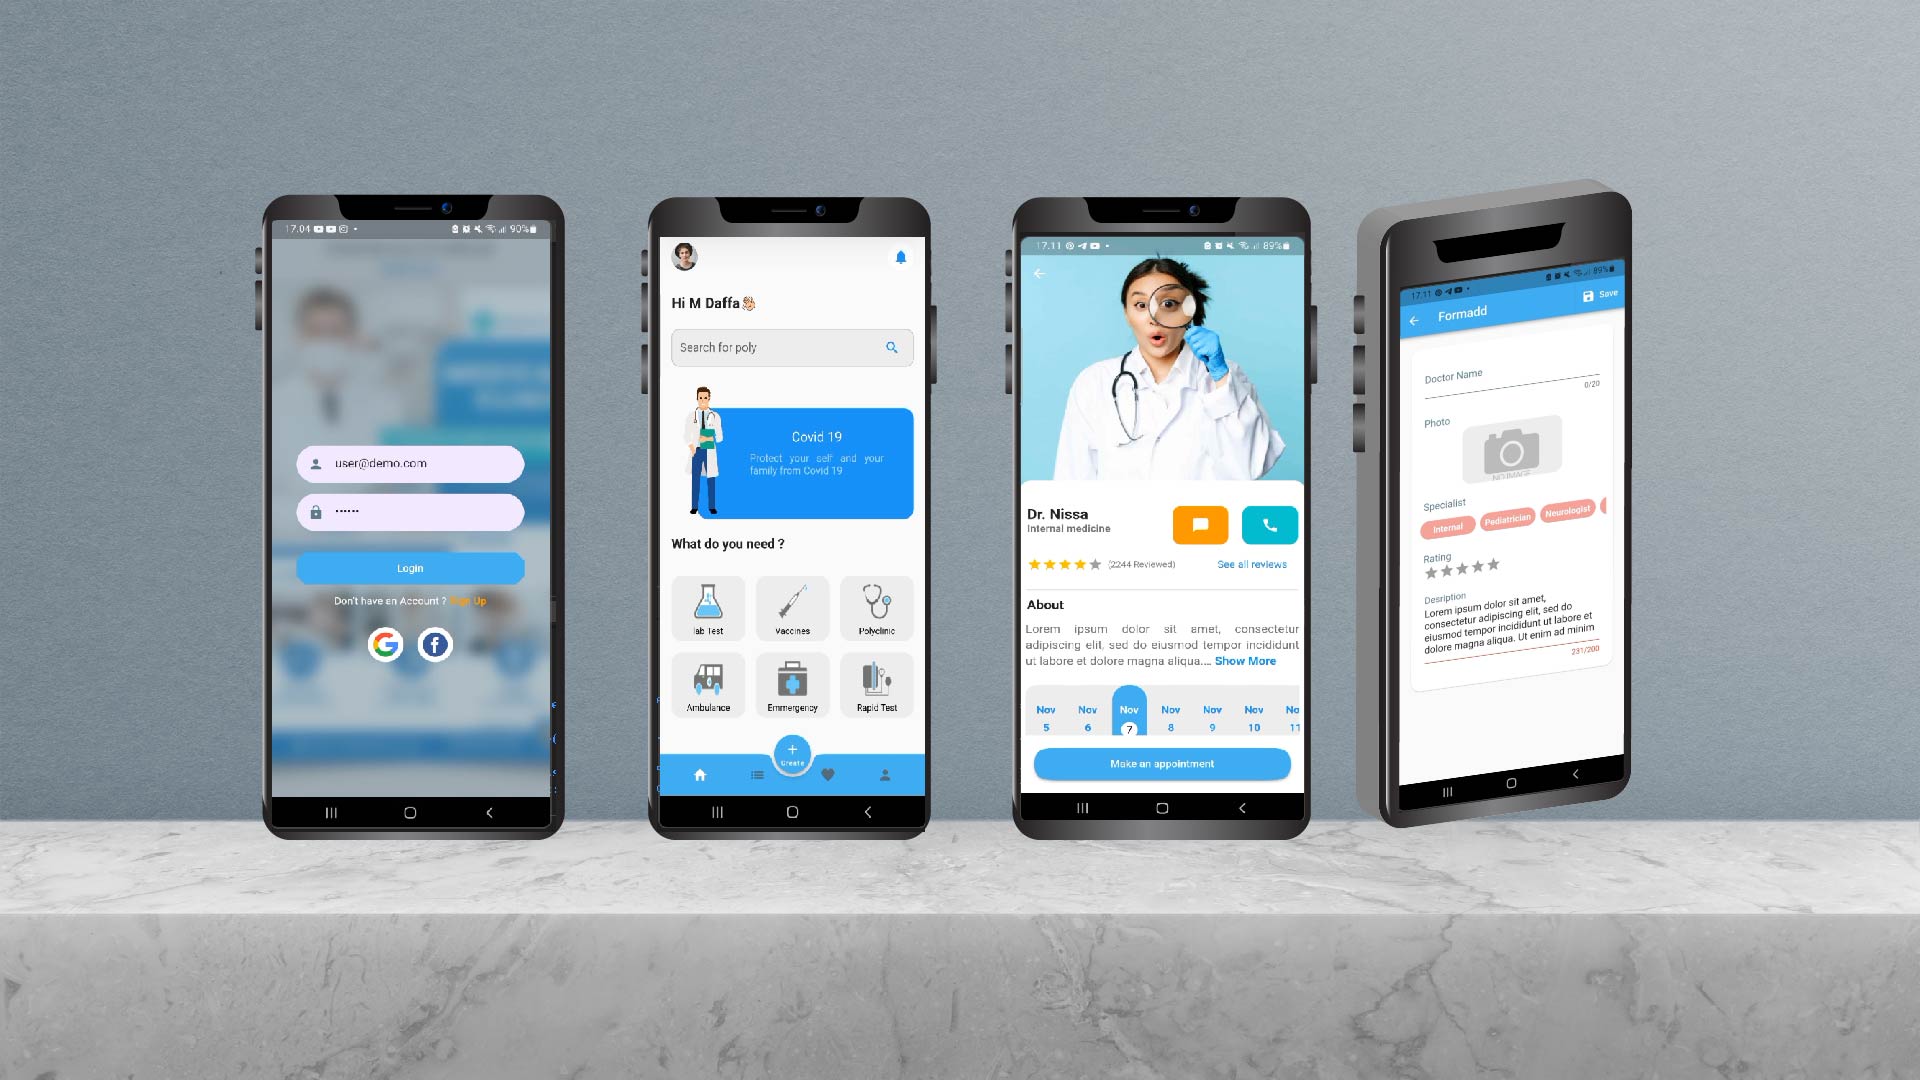 17.04
90%
user@demo.com
••••••
Login
Don't have an Account ? Sign Up
Hi M Daffa👋🏻
Search for poly
Covid 19
Protect your self and your
family from Covid 19
What do you need ?
lab Test
Vaccines
Polyclinic
Ambulance
Emmergency
Rapid Test
Create
17.11
89%
Dr. Nissa
Internal medicine
(2244 Reviewed)
See all reviews
About
Lorem ipsum dolor sit amet, consectetur
adipiscing elit, sed do eiusmod tempor incididunt
ut labore et dolore magna aliqua.... Show More
Nov Nov Nov Nov Nov Nov No
5 6 7 8 9 10 11
Make an appointment
17.11
89%
Formadd
Save
Doctor Name
0/20
Photo
NO IMAGE
Specialist
Internal
Pediatrician
Neurologist
Rating
Desription
Lorem ipsum dolor sit amet,
consectetur adipiscing elit, sed do
eiusmod tempor incididunt ut labore et
dolore magna aliqua. Ut enim ad minim
231/200